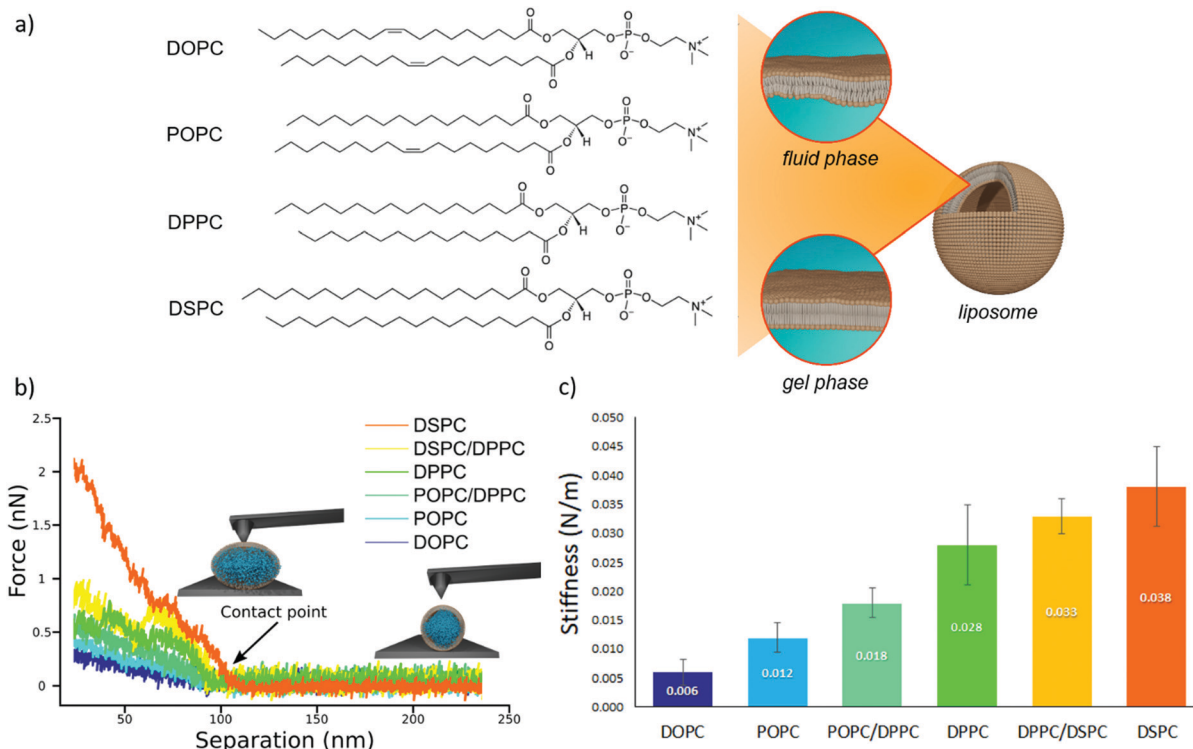 a)
DOPC
POPC
DPPC
DSPC
O
O
O
O
H
O
P
O⁻
O
N⁺
O
O
O
O
H
O
P
O⁻
O
N⁺
O
O
O
O
H
O
P
O⁻
O
N⁺
O
O
O
O
H
O
P
O⁻
O
N⁺
fluid phase
gel phase
liposome
b)
Force (nN)
2.5
2
1.5
1
0.5
0
50
100
150
200
250
Separation (nm)
DSPC
DSPC/DPPC
DPPC
POPC/DPPC
POPC
DOPC
Contact point
c)
Stiffness (N/m)
0.050
0.045
0.040
0.035
0.030
0.025
0.020
0.015
0.010
0.005
0.000
0.006
0.012
0.018
0.028
0.033
0.038
DOPC
POPC
POPC/DPPC
DPPC
DPPC/DSPC
DSPC